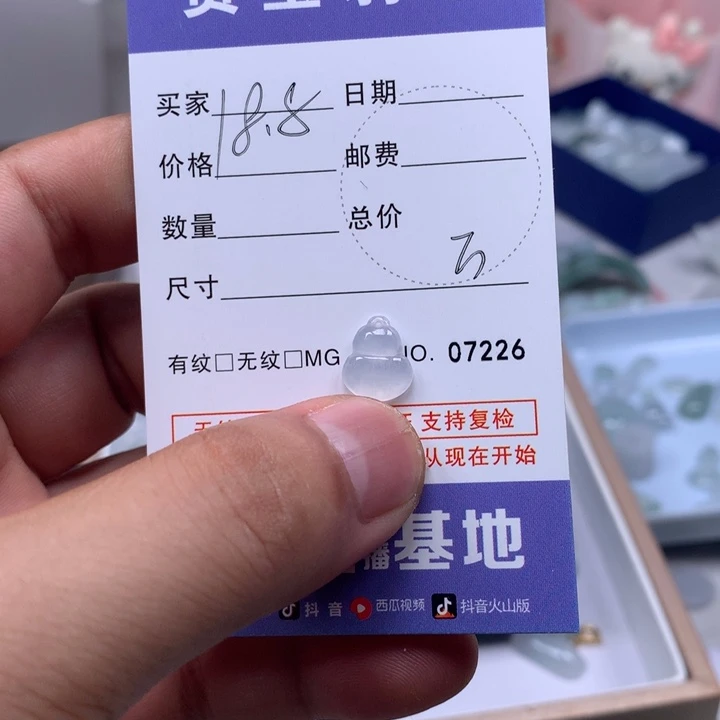 买家 18.8 日期
价格 邮费
数量 总价
尺寸
有纹□无纹□MG NO. 07226
支持复检
从现在开始
播基地
抖音 西瓜视频 抖音火山版